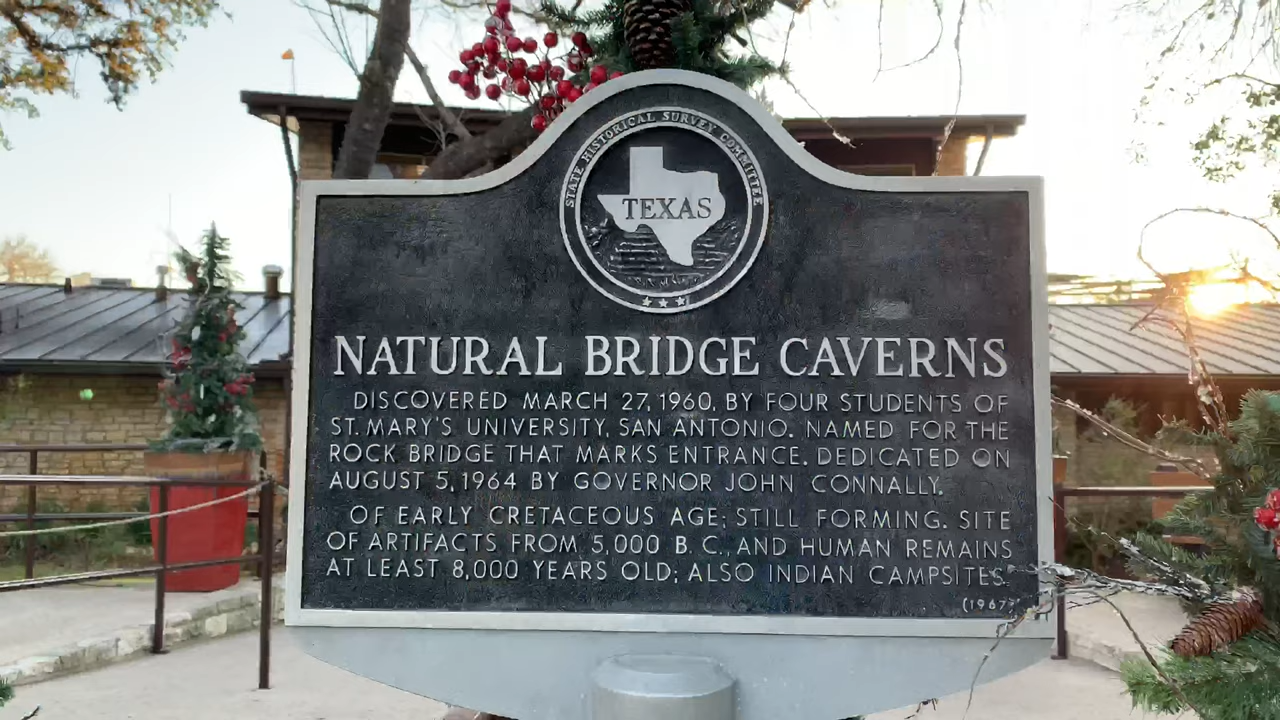 STATE HISTORICAL SURVEY COMMITTEE
TEXAS
NATURAL BRIDGE CAVERNS
DISCOVERED MARCH 27, 1960, BY FOUR STUDENTS OF
ST. MARY'S UNIVERSITY, SAN ANTONIO. NAMED FOR THE
ROCK BRIDGE THAT MARKS ENTRANCE. DEDICATED ON
AUGUST 5, 1964 BY GOVERNOR JOHN CONNALLY.
OF EARLY CRETACEOUS AGE; STILL FORMING. SITE
OF ARTIFACTS FROM 5,000 B.C., AND HUMAN REMAINS
AT LEAST 8,000 YEARS OLD; ALSO INDIAN CAMPSITES.
(1967)